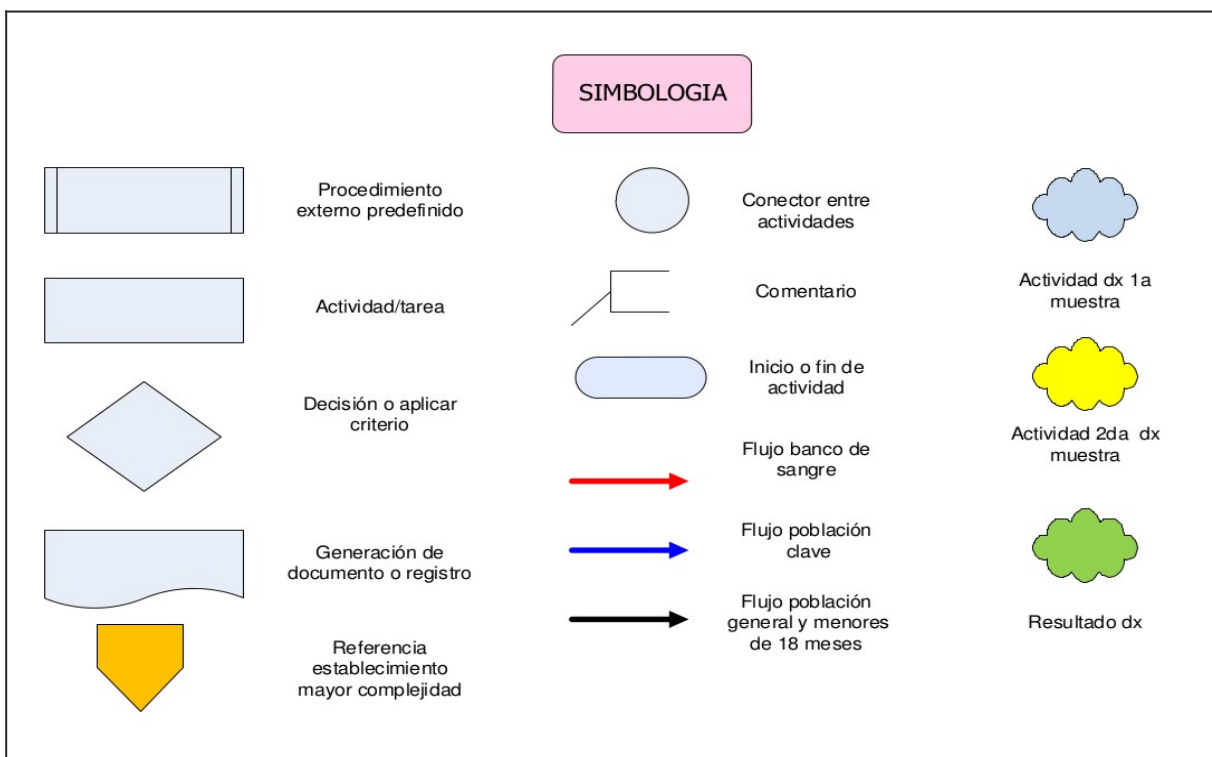 SIMBOLOGIA
Procedimiento
externo predefinido
Actividad/tarea
Decisión o aplicar
criterio
Generación de
documento o registro
Referencia
establecimiento
mayor complejidad
Conector entre
actividades
Comentario
Inicio o fin de
actividad
Flujo banco de
sangre
Flujo población
clave
Flujo población
general y menores
de 18 meses
Actividad dx 1a
muestra
Actividad 2da dx
muestra
Resultado dx